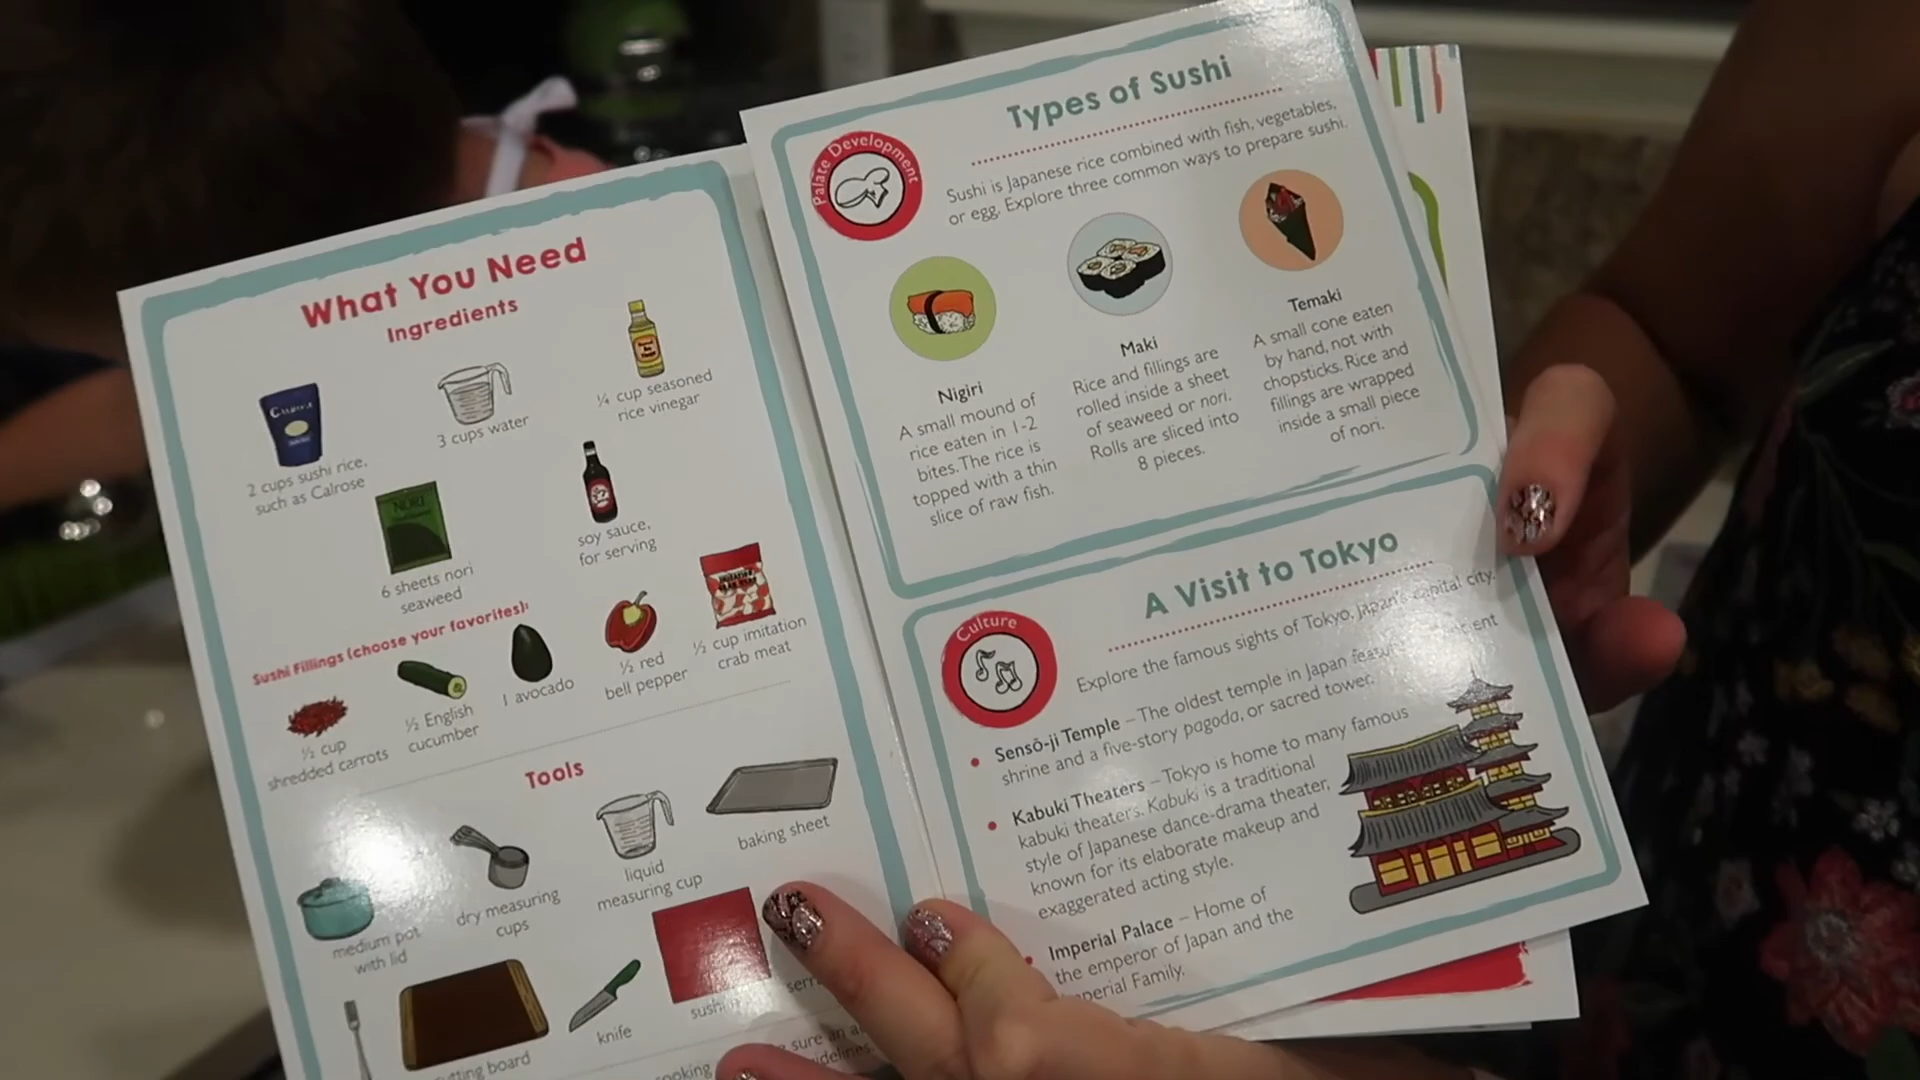 What You Need
Ingredients
2 cups sushi rice,
such as Calrose
3 cups water
¼ cup seasoned
rice vinegar
NORI
6 sheets nori
seaweed
soy sauce,
for serving
Sushi Fillings (choose your favorites):
½ cup
shredded carrots
½ English
cucumber
1 avocado
½ red
bell pepper
IMITATION
½ cup imitation
crab meat
Tools
medium pot
with lid
dry measuring
cups
liquid
measuring cup
baking sheet
cutting board
knife
sushi
Palate Development
Types of Sushi
Sushi is Japanese rice combined with fish, vegetables,
or egg. Explore three common ways to prepare sushi.
Nigiri
A small mound of
rice eaten in 1-2
bites. The rice is
topped with a thin
slice of raw fish.
Maki
Rice and fillings are
rolled inside a sheet
of seaweed or nori.
Rolls are sliced into
8 pieces.
Temaki
A small cone eaten
by hand, not with
chopsticks. Rice and
fillings are wrapped
inside a small piece
of nori.
Culture
A Visit to Tokyo
Explore the famous sights of Tokyo, Japan's capital city.
• Sensō-ji Temple – The oldest temple in Japan
shrine and a five-story pagoda, or sacred tower.
• Kabuki Theaters – Tokyo is home to many famous
kabuki theaters. Kabuki is a traditional
style of Japanese dance-drama theater,
known for its elaborate makeup and
exaggerated acting style.
• Imperial Palace – Home of
the emperor of Japan and the
Imperial Family.